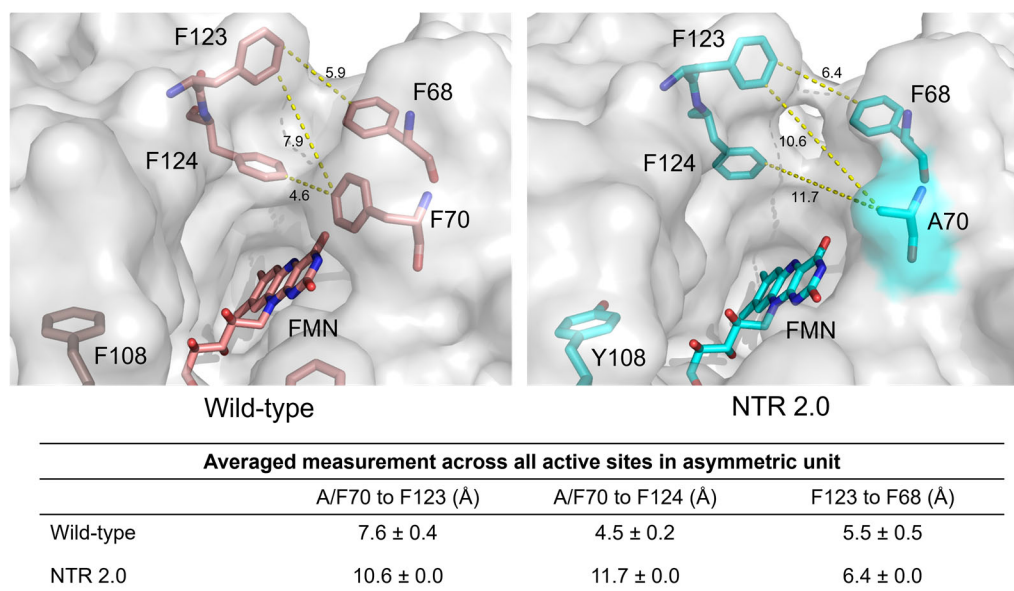 F123
5.9
F68
7.9
F124
4.6
F70
FMN
F108
Wild-type
F123
6.4
F68
10.6
F124
11.7
A70
FMN
Y108
NTR 2.0
Averaged measurement across all active sites in asymmetric unit
A/F70 to F123 (Å) A/F70 to F124 (Å) F123 to F68 (Å)
Wild-type 7.6 ± 0.4 4.5 ± 0.2 5.5 ± 0.5
NTR 2.0 10.6 ± 0.0 11.7 ± 0.0 6.4 ± 0.0